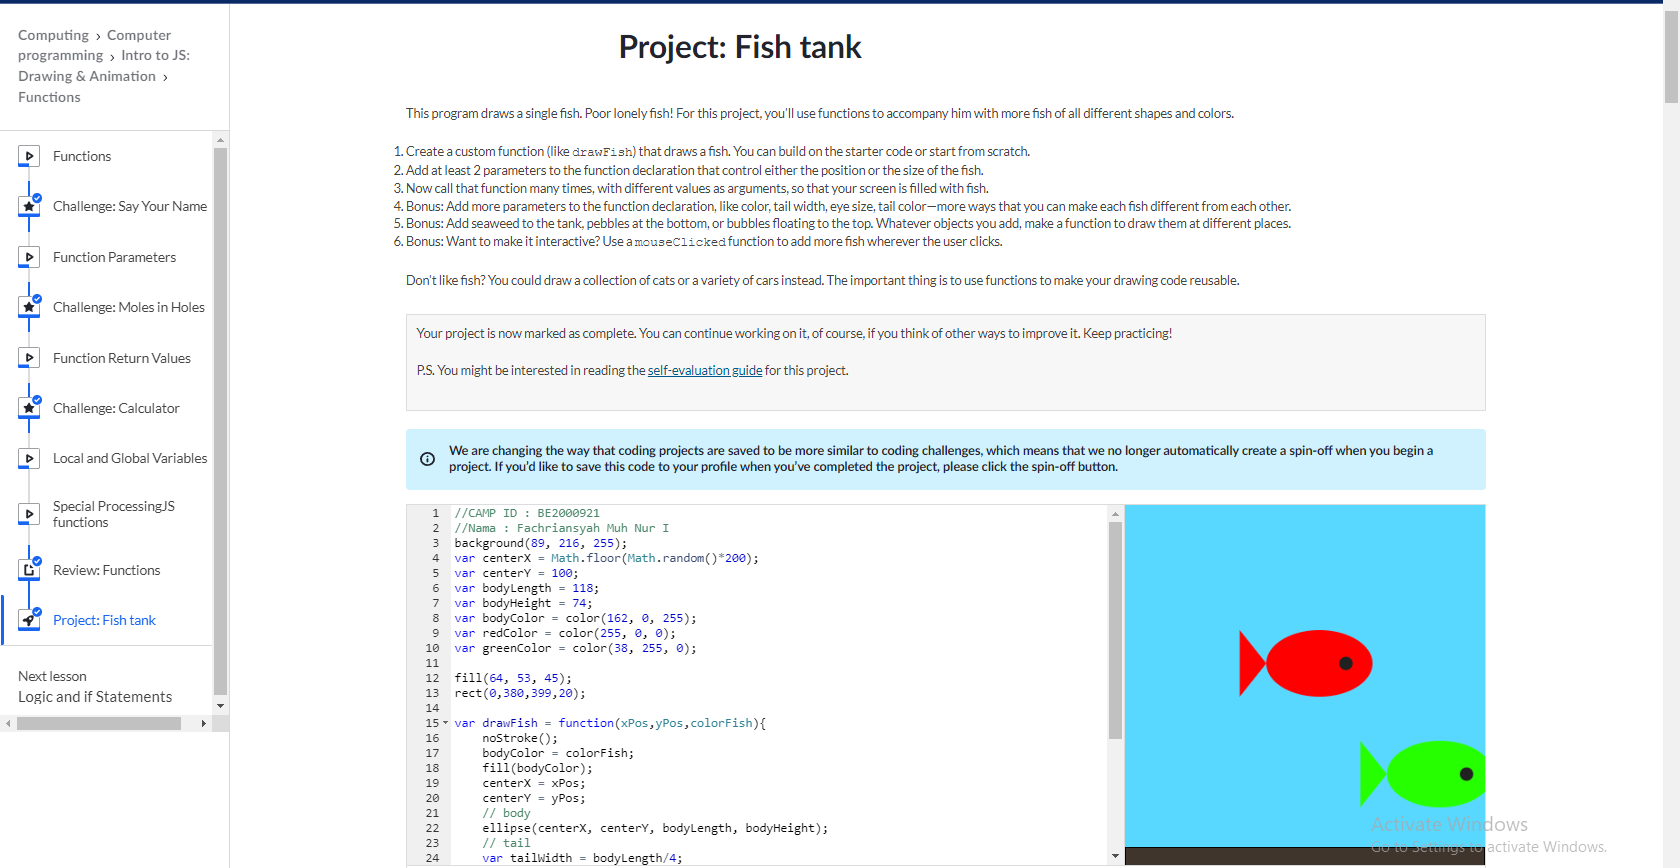 Computing › Computer
programming › Intro to JS:
Drawing & Animation ›
Functions
Functions
Challenge: Say Your Name
Function Parameters
Challenge: Moles in Holes
Function Return Values
Challenge: Calculator
Local and Global Variables
Special ProcessingJS
functions
Review: Functions
Project: Fish tank
Next lesson
Logic and if Statements
Project: Fish tank
This program draws a single fish. Poor lonely fish! For this project, you'll use functions to accompany him with more fish of all different shapes and colors.
1. Create a custom function (like drawFish) that draws a fish. You can build on the starter code or start from scratch.
2. Add at least 2 parameters to the function declaration that control either the position or the size of the fish.
3. Now call that function many times, with different values as arguments, so that your screen is filled with fish.
4. Bonus: Add more parameters to the function declaration, like color, tail width, eye size, tail color—more ways that you can make each fish different from each other.
5. Bonus: Add seaweed to the tank, pebbles at the bottom, or bubbles floating to the top. Whatever objects you add, make a function to draw them at different places.
6. Bonus: Want to make it interactive? Use a mouseClicked function to add more fish wherever the user clicks.
Don't like fish? You could draw a collection of cats or a variety of cars instead. The important thing is to use functions to make your drawing code reusable.
Your project is now marked as complete. You can continue working on it, of course, if you think of other ways to improve it. Keep practicing!
P.S. You might be interested in reading the self-evaluation guide for this project.
We are changing the way that coding projects are saved to be more similar to coding challenges, which means that we no longer automatically create a spin-off when you begin a
project. If you'd like to save this code to your profile when you've completed the project, please click the spin-off button.
1 //CAMP ID : BE2000921
2 //Nama : Fachriansyah Muh Nur I
3 background(89, 216, 255);
4 var centerX = Math.floor(Math.random()*200);
5 var centerY = 100;
6 var bodyLength = 118;
7 var bodyHeight = 74;
8 var bodyColor = color(162, 0, 255);
9 var redColor = color(255, 0, 0);
10 var greenColor = color(38, 255, 0);
11
12 fill(64, 53, 45);
13 rect(0,380,399,20);
14
15 var drawFish = function(xPos,yPos,colorFish){
16 noStroke();
17 bodyColor = colorFish;
18 fill(bodyColor);
19 centerX = xPos;
20 centerY = yPos;
21 // body
22 ellipse(centerX, centerY, bodyLength, bodyHeight);
23 // tail
24 var tailWidth = bodyLength/4;
Activate Windows
Go to Settings to activate Windows.